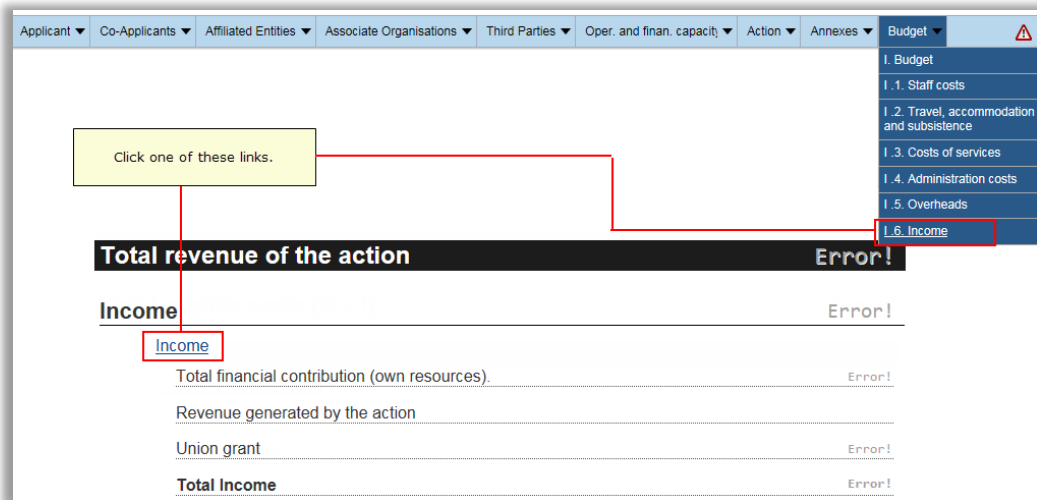 Applicant Co-Applicants Affiliated Entities Associate Organisations Third Parties Oper. and finan. capacity Action Annexes Budget
I. Budget
I .1. Staff costs
I .2. Travel, accommodation
and subsistence
I .3. Costs of services
I .4. Administration costs
I .5. Overheads
I .6. Income
Click one of these links.
Total revenue of the action Error!
Income Error!
Income
Total financial contribution (own resources). Error!
Revenue generated by the action
Union grant Error!
Total Income Error!